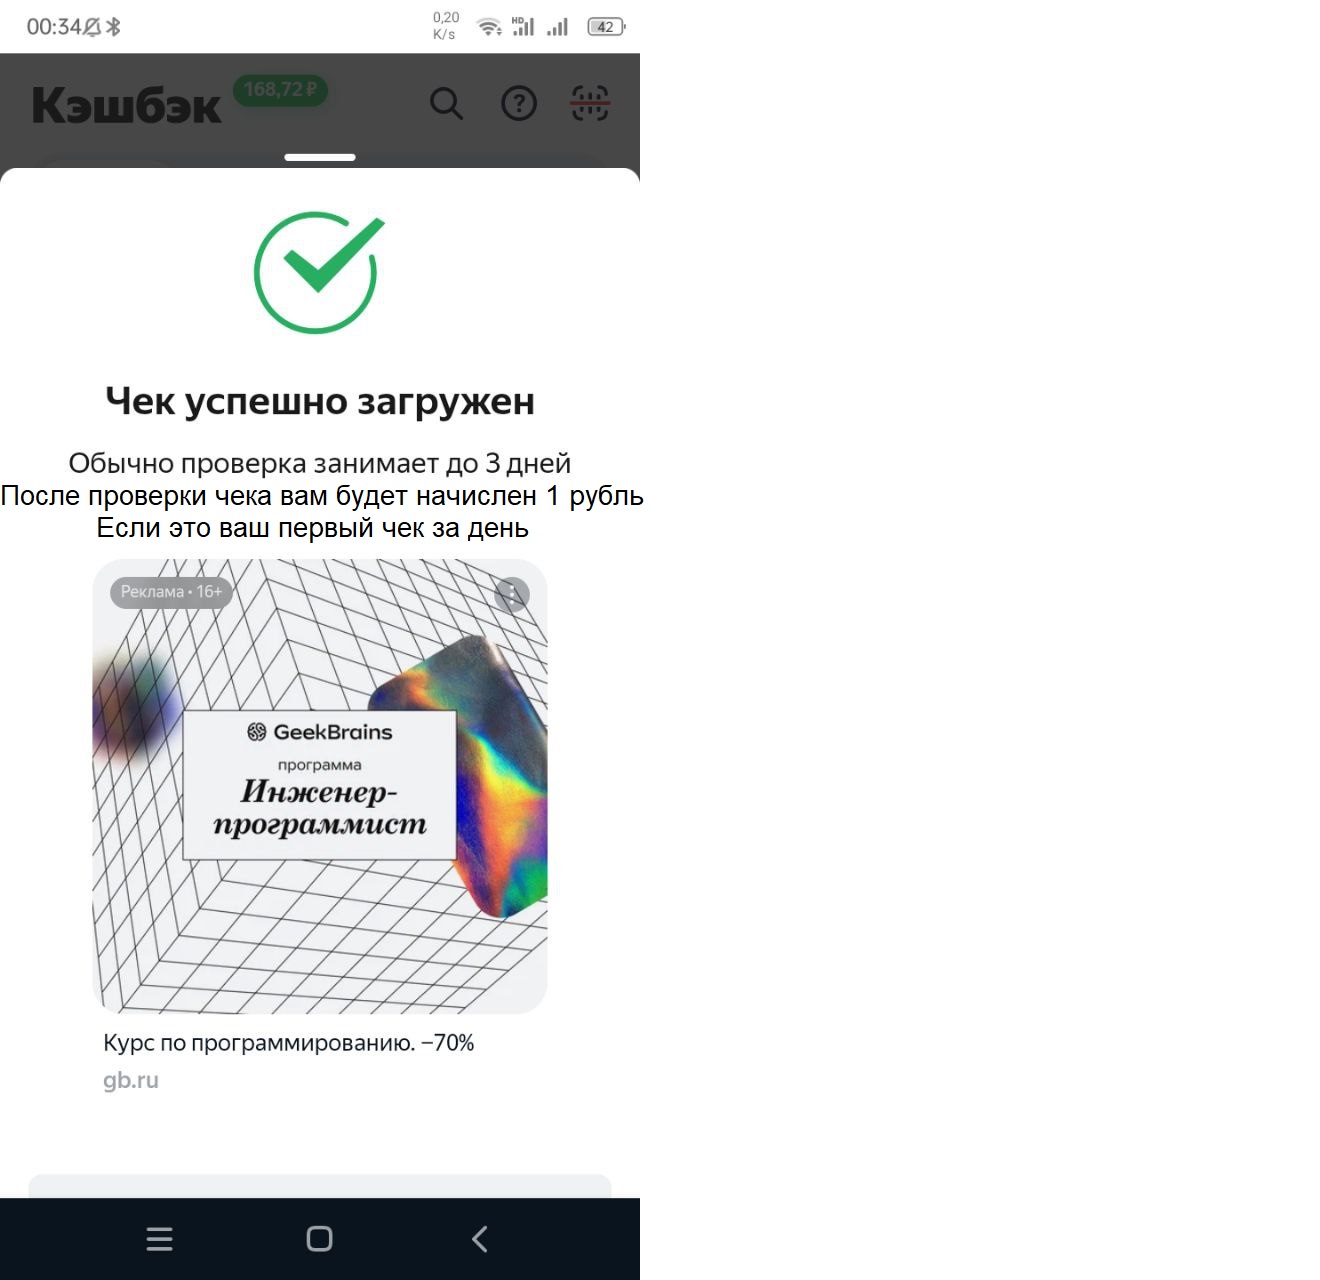 00:34
0,20
K/s
HD
42
Кэшбэк
168,72 ₽
Чек успешно загружен
Обычно проверка занимает до 3 дней
После проверки чека вам будет начислен 1 рубль
Если это ваш первый чек за день
Реклама • 16+
GeekBrains
программа
Инженер-
программист
Курс по программированию. −70%
gb.ru